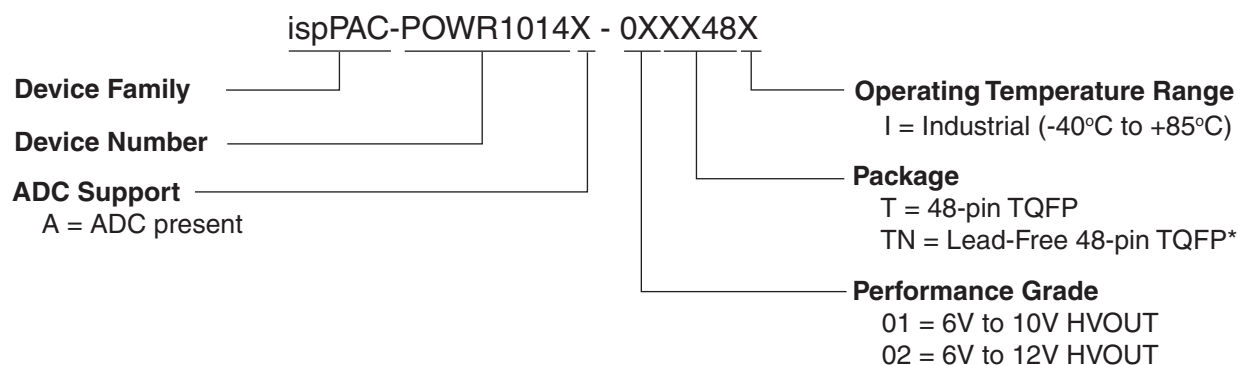 ispPAC-POWR1014X - 0XXX48X
Device Family
Device Number
ADC Support
A = ADC present
Operating Temperature Range
I = Industrial (-40°C to +85°C)
Package
T = 48-pin TQFP
TN = Lead-Free 48-pin TQFP*
Performance Grade
01 = 6V to 10V HVOUT
02 = 6V to 12V HVOUT